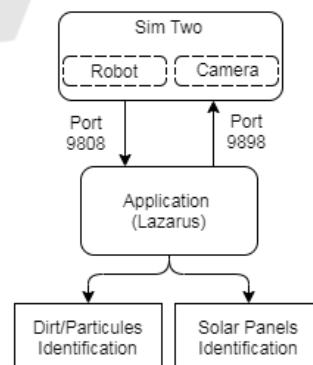 Sim Two
Robot
Camera
Port
9808
Port
9898
Application
(Lazarus)
Dirt/Particules
Identification
Solar Panels
Identification